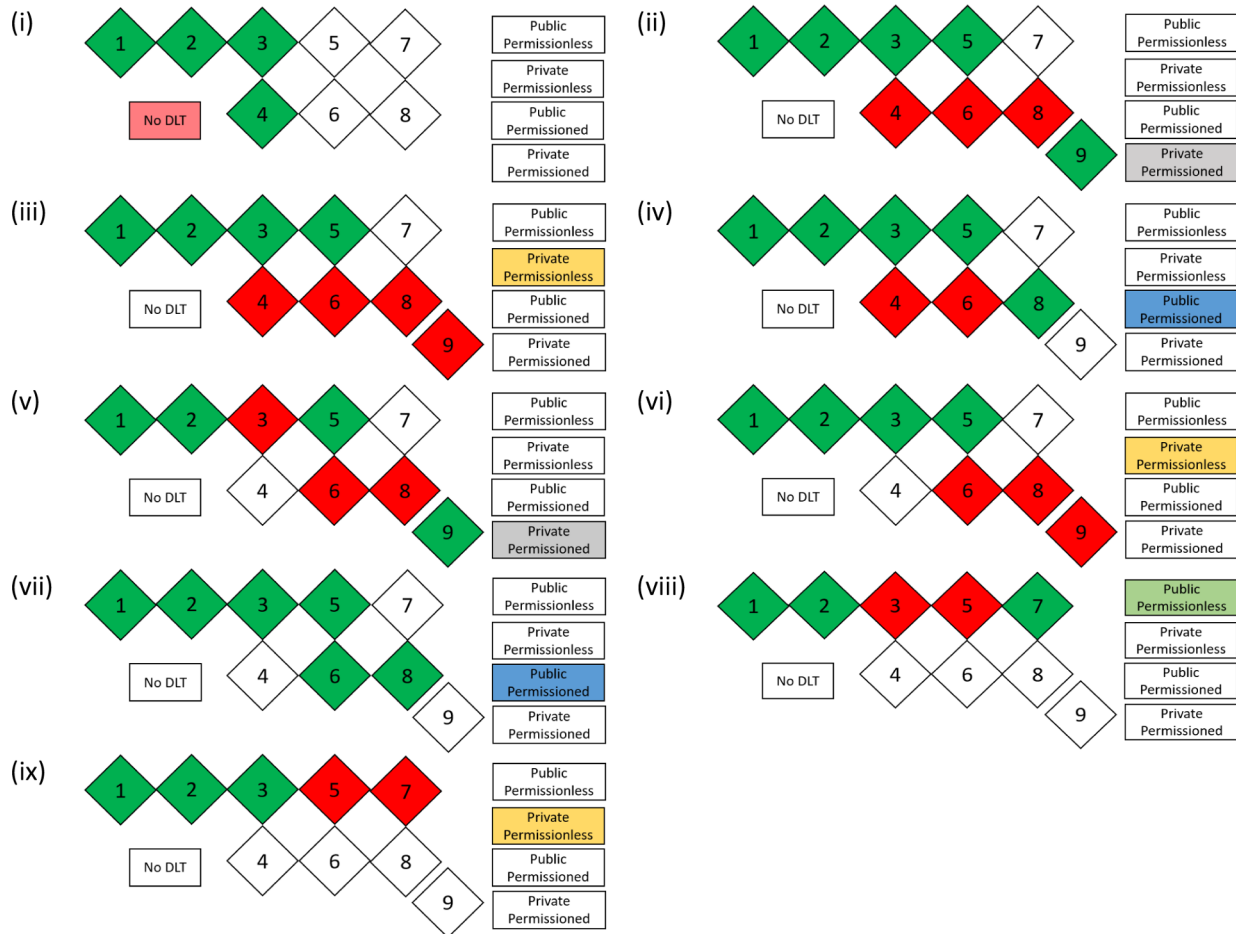 (i)
1 2 3 5 7
No DLT 4 6 8
Public
Permissionless
Private
Permissionless
Public
Permissioned
Private
Permissioned
(ii)
1 2 3 5 7
No DLT 4 6 8
9
Public
Permissionless
Private
Permissionless
Public
Permissioned
Private
Permissioned
(iii)
1 2 3 5 7
No DLT 4 6 8
9
Public
Permissionless
Private
Permissionless
Public
Permissioned
Private
Permissioned
(iv)
1 2 3 5 7
No DLT 4 6 8
9
Public
Permissionless
Private
Permissionless
Public
Permissioned
Private
Permissioned
(v)
1 2 3 5 7
No DLT 4 6 8
9
Public
Permissionless
Private
Permissionless
Public
Permissioned
Private
Permissioned
(vi)
1 2 3 5 7
No DLT 4 6 8
9
Public
Permissionless
Private
Permissionless
Public
Permissioned
Private
Permissioned
(vii)
1 2 3 5 7
No DLT 4 6 8
9
Public
Permissionless
Private
Permissionless
Public
Permissioned
Private
Permissioned
(viii)
1 2 3 5 7
No DLT 4 6 8
9
Public
Permissionless
Private
Permissionless
Public
Permissioned
Private
Permissioned
(ix)
1 2 3 5 7
No DLT 4 6 8
9
Public
Permissionless
Private
Permissionless
Public
Permissioned
Private
Permissioned